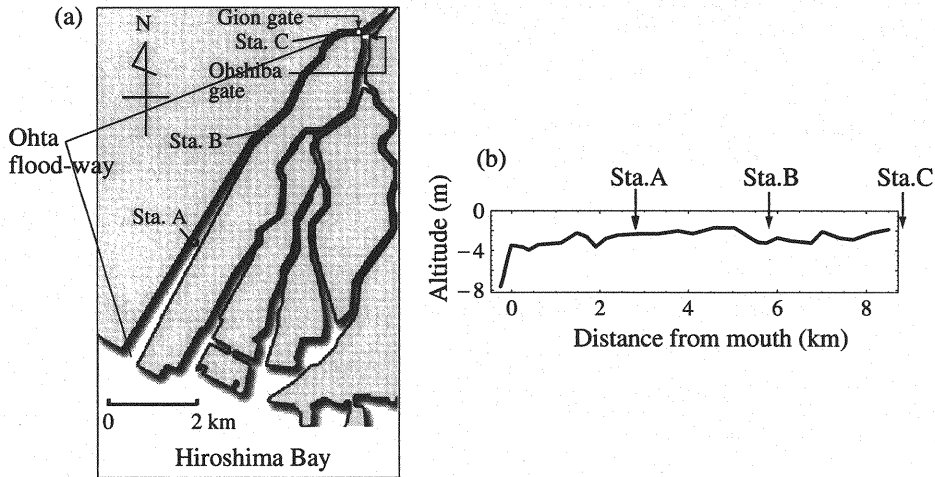 (a)
N
Gion gate
Sta. C
Ohshiba
gate
Ohta
flood-way
Sta. B
Sta. A
0 2 km
Hiroshima Bay
(b)
Sta.A Sta.B Sta.C
Altitude (m)
0
−4
−8
0 2 4 6 8
Distance from mouth (km)